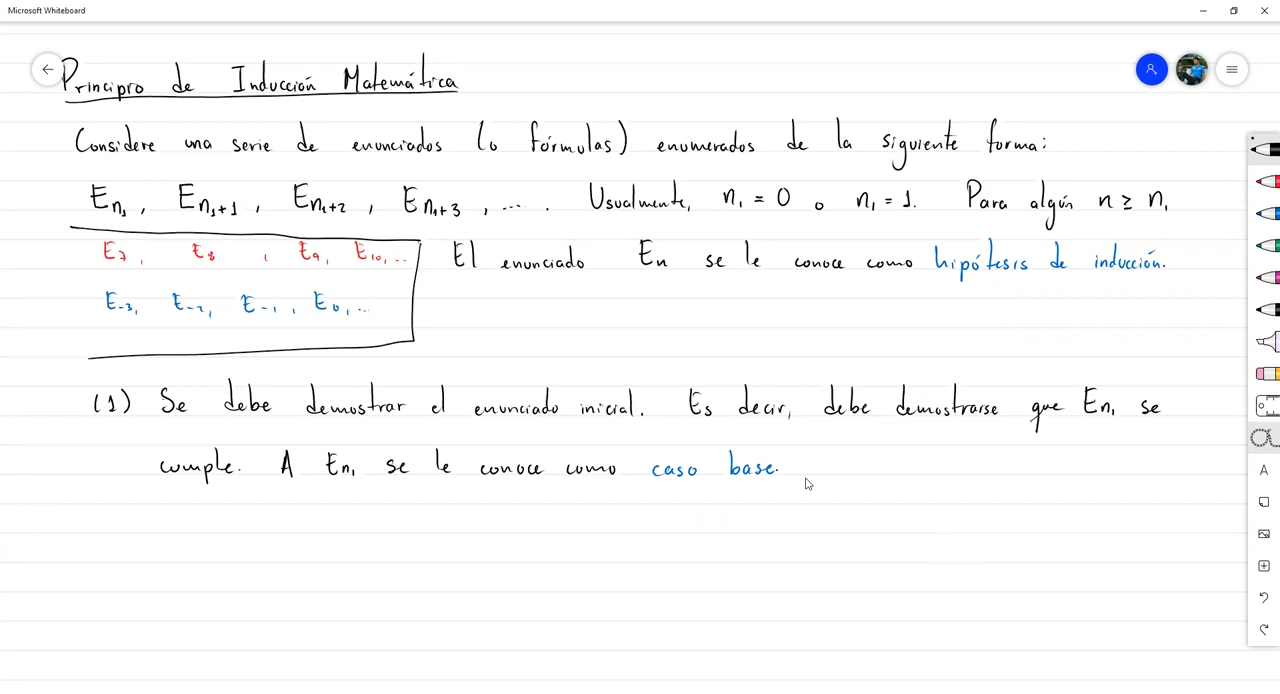 Microsoft Whiteboard
Principio de Inducción Matemática
Considere una serie de enunciados (o fórmulas) enumerados de la siguiente forma:
En₁, En₁+1, En₁+2, En₁+3, .... Usualmente, n₁ = 0 o n₁ = 1. Para algún n ≥ n₁
E₇, E₈, E₉, E₁₀, ... El enunciado En se le conoce como hipótesis de inducción.
E₋₃, E₋₂, E₋₁, E₀, ...
(1) Se debe demostrar el enunciado inicial. Es decir, debe demostrarse que En₁ se
cumple. A En₁ se le conoce como caso base.
A